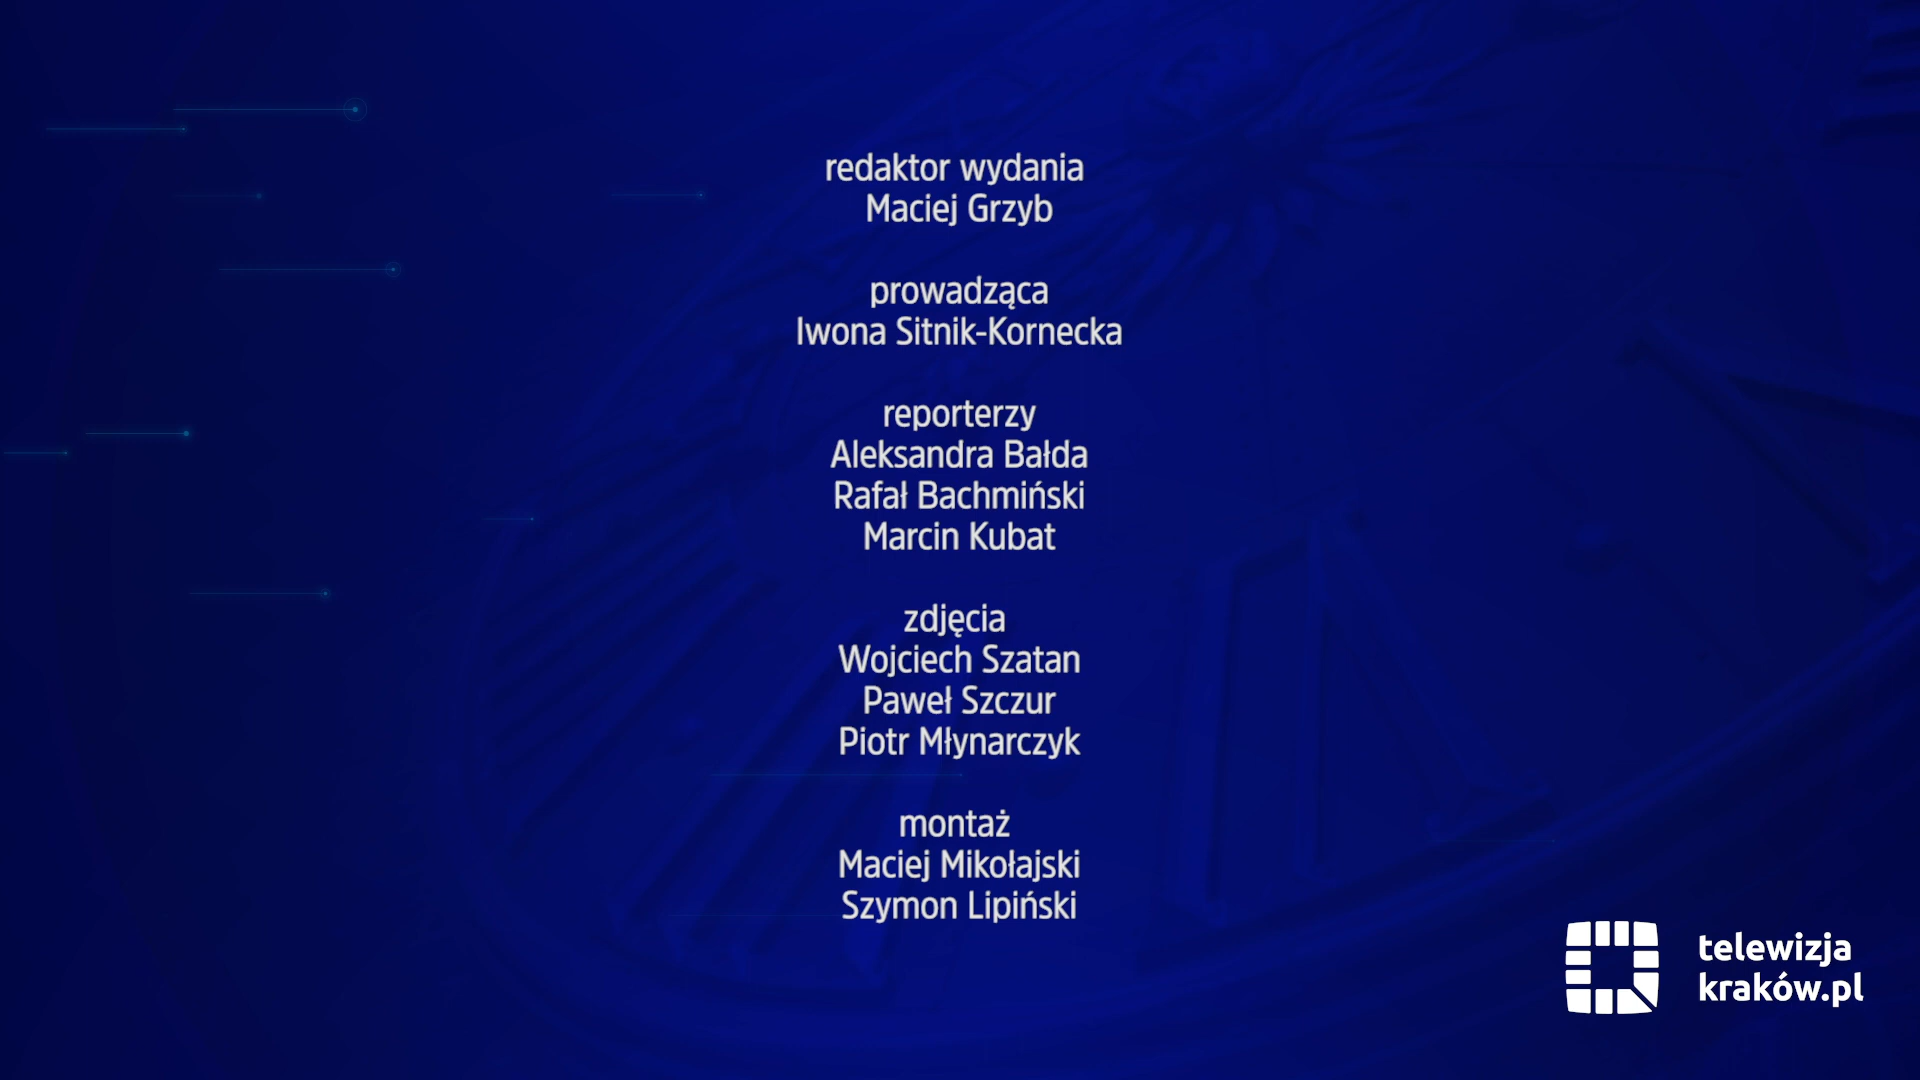 redaktor wydania
Maciej Grzyb
prowadząca
Iwona Sitnik-Kornecka
reporterzy
Aleksandra Bałda
Rafał Bachmiński
Marcin Kubat
zdjęcia
Wojciech Szatan
Paweł Szczur
Piotr Młynarczyk
montaż
Maciej Mikołajski
Szymon Lipiński
telewizja
kraków.pl